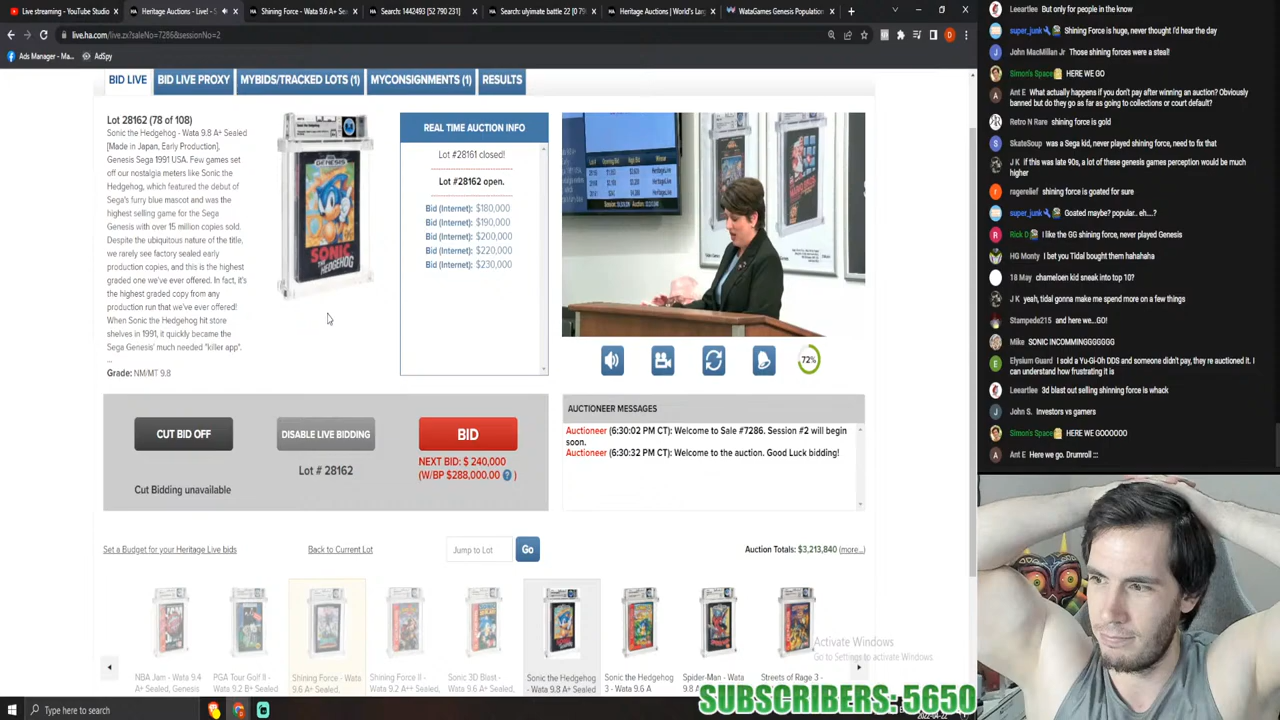 Live streaming - YouTube Studio
Heritage Auctions - Live! - S
Shining Force - Wata 9.6 A+ Se
Search: 1442493 [52 790 231]
Search: ulyimate battle 22 [0 79
Heritage Auctions | World's Lar
WataGames Genesis Population
live.ha.com/live.zx?saleNo=7286&session=2
Ads Manager - Ma...
AdSpy
BID LIVE
BID LIVE PROXY
MYBIDS/TRACKED LOTS (1)
MYCONSIGNMENTS (1)
RESULTS
Lot 28162 (78 of 108)
Sonic the Hedgehog - Wata 9.8 A+ Sealed
[Made in Japan, Early Production],
Genesis Sega 1991 USA. Few games set
off our nostalgia meters like Sonic the
Hedgehog, which featured the debut of
Sega's furry blue mascot and was the
highest selling game for the Sega
Genesis with over 15 million copies sold.
Despite the ubiquitous nature of the title,
we rarely see factory sealed early
production copies, and this is the highest
graded one we've ever offered. In fact, it's
the highest graded copy from any
production run that we've ever offered!
When Sonic the Hedgehog hit store
shelves in 1991, it quickly became the
Sega Genesis' much needed "killer app".
...
Grade: NM/MT 9.8
GENESIS
SONIC
THE HEDGEHOG
REAL TIME AUCTION INFO
Lot #28161 closed!
Lot #28162 open.
Bid (Internet): $180,000
Bid (Internet): $190,000
Bid (Internet): $200,000
Bid (Internet): $220,000
Bid (Internet): $230,000
72%
CUT BID OFF
DISABLE LIVE BIDDING
BID
Lot # 28162
NEXT BID: $ 240,000
(W/BP $288,000.00 ? )
Cut Bidding unavailable
AUCTIONEER MESSAGES
Auctioneer (6:30:02 PM CT): Welcome to Sale #7286. Session #2 will begin
soon.
Auctioneer (6:30:32 PM CT): Welcome to the auction. Good Luck bidding!
Set a Budget for your Heritage Live bids
Back to Current Lot
Jump to Lot
Go
Auction Totals: $3,213,840 (more...)
NBA Jam - Wata 9.4
A++ Sealed, Genesis
PGA Tour Golf II -
Wata 9.2 B+ Sealed
Shining Force - Wata
9.6 A+ Sealed,
Shining Force II - Wata
9.2 A++ Sealed,
Sonic 3D Blast -
Wata 9.6 A+ Sealed,
Sonic the Hedgehog
- Wata 9.8 A+ Sealed
Sonic the Hedgehog
3 - Wata 9.6 A
Spider-Man - Wata
9.8 A
Streets of Rage 3 -
Activate Windows
Go to Settings to activate Windows.
SUBSCRIBERS: 5650
Type here to search
Leeartlee But only for people in the know
super_junk Shining Force is huge, never thought I'd hear the day
John MacMillan Jr Those shining forces were a steal!
Simon's Space HERE WE GO
Ant E What actually happens if you don't pay after winning an auction? Obviously
banned but do they go as far as going to collections or court default?
Retro N Rare shining force is gold
SkateSoup was a Sega kid, never played shining force, need to fix that
J K if this was late 90s, a lot of these genesis games perception would be much
higher
ragerelief shining force is goated for sure
super_junk Goated maybe? popular.. eh....?
Rick D I like the GG shining force, never played Genesis
HG Monty I bet you Tidal bought them hahahaha
18 May chameloen kid sneak into top 10?
J K yeah, tidal gonna make me spend more on a few things
Stampede215 and here we...GO!
Mike SONIC INCOMMINGGGGGG
Elysium Guard I sold a Yu-Gi-Oh DDS and someone didn't pay, they re auctioned it. I
can understand how frustrating it is
Leeartlee 3d blast out selling shinning force is whack
John S. Investors vs gamers
Simon's Space HERE WE GOOOOOO
Ant E Here we go. Drumroll :::